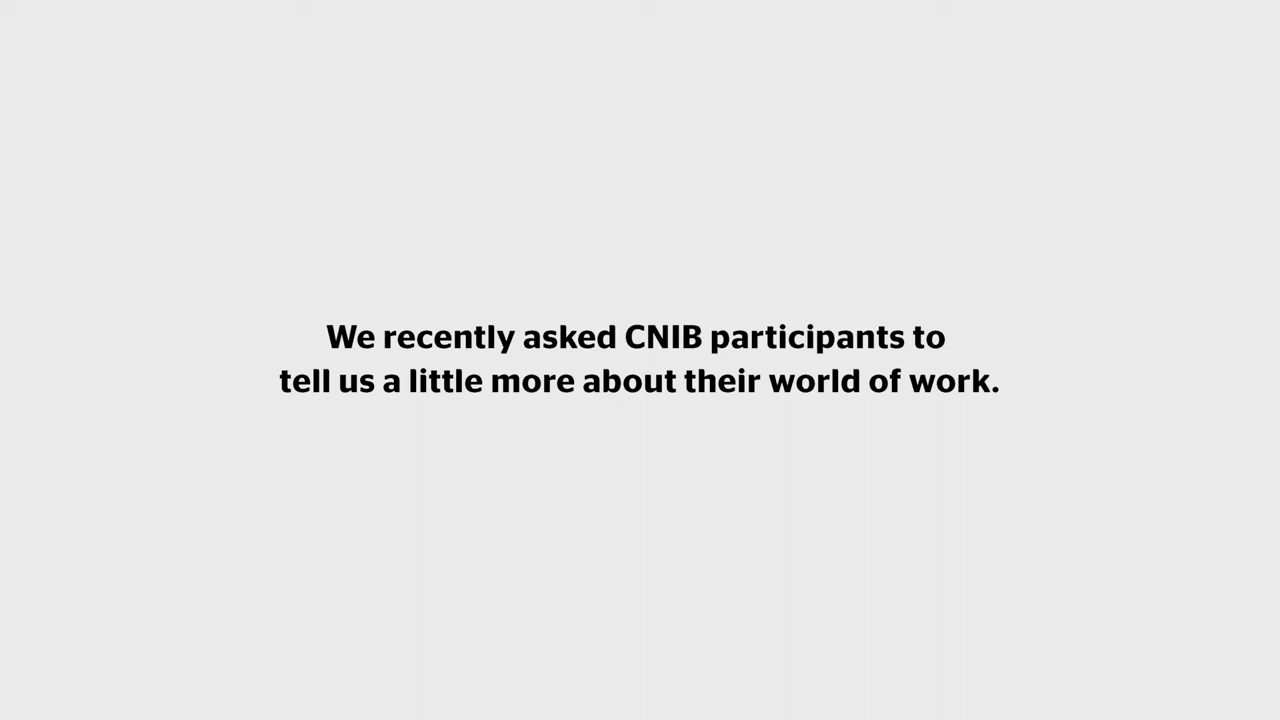 We recently asked CNIB participants to
tell us a little more about their world of work.